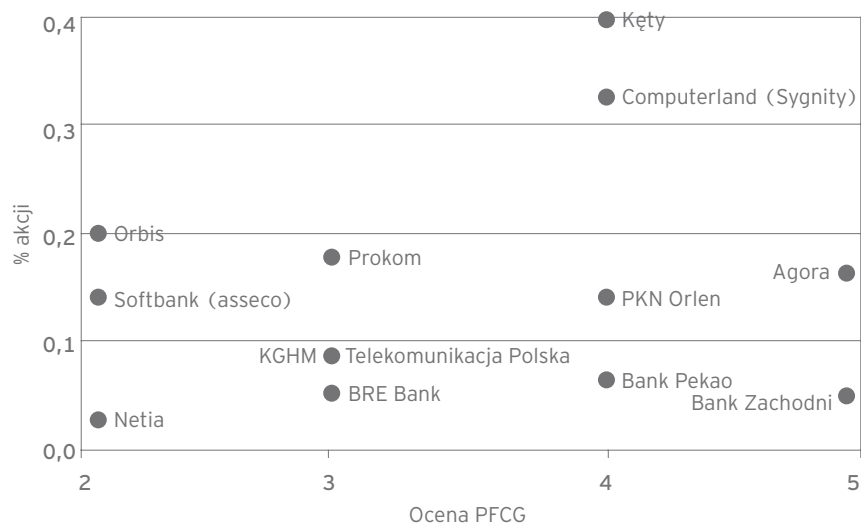 0,4
Kęty
Computerland (Sygnity)
0,3
% akcji
0,2
Orbis
Prokom
Agora
Softbank (asseco)
PKN Orlen
0,1
KGHM
Telekomunikacja Polska
BRE Bank
Bank Pekao
Bank Zachodni
Netia
0,0
2
3
4
5
Ocena PFCG